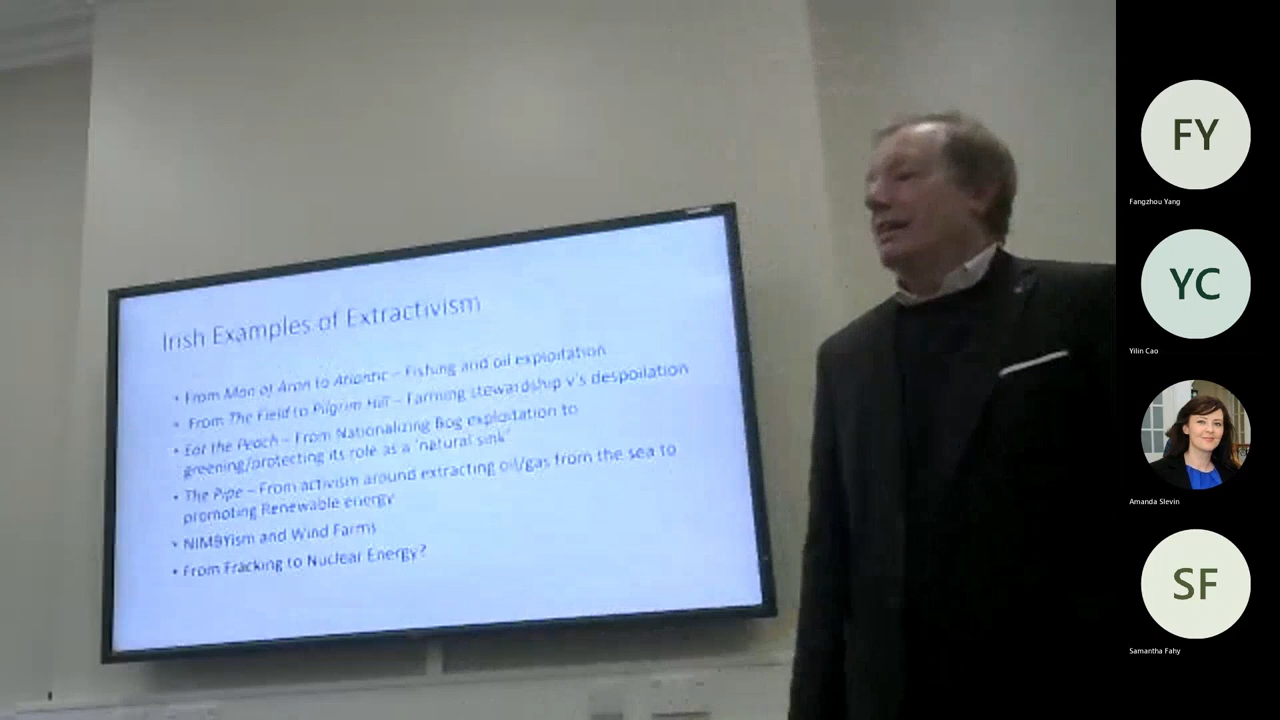 Irish Examples of Extractivism
• From Man of Aran to Atlantic – Fishing and oil exploitation
• From The Field to Pilgrim Hill – Farming stewardship v's despoilation
• For the Peoch – From Nationalizing Bog exploitation to
greening/protecting its role as a 'natural sink'
• The Pipe – From activism around extracting oil/gas from the sea to
promoting Renewable energy
• NIMBYism and Wind Farms
• From Fracking to Nuclear Energy?
FY
Fangzhou Yang
YC
Yilin Cao
Amanda Slevin
SF
Samantha Fahy